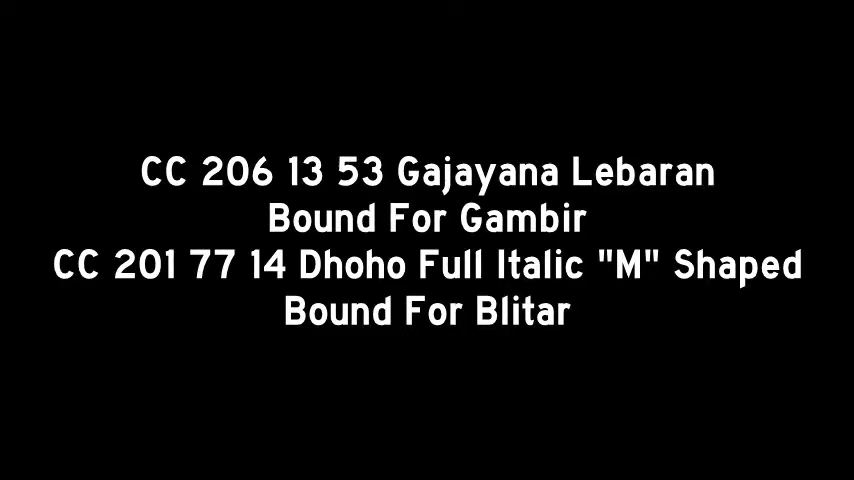 CC 206 13 53 Gajayana Lebaran
Bound For Gambir
CC 201 77 14 Dhoho Full Italic "M" Shaped
Bound For Blitar